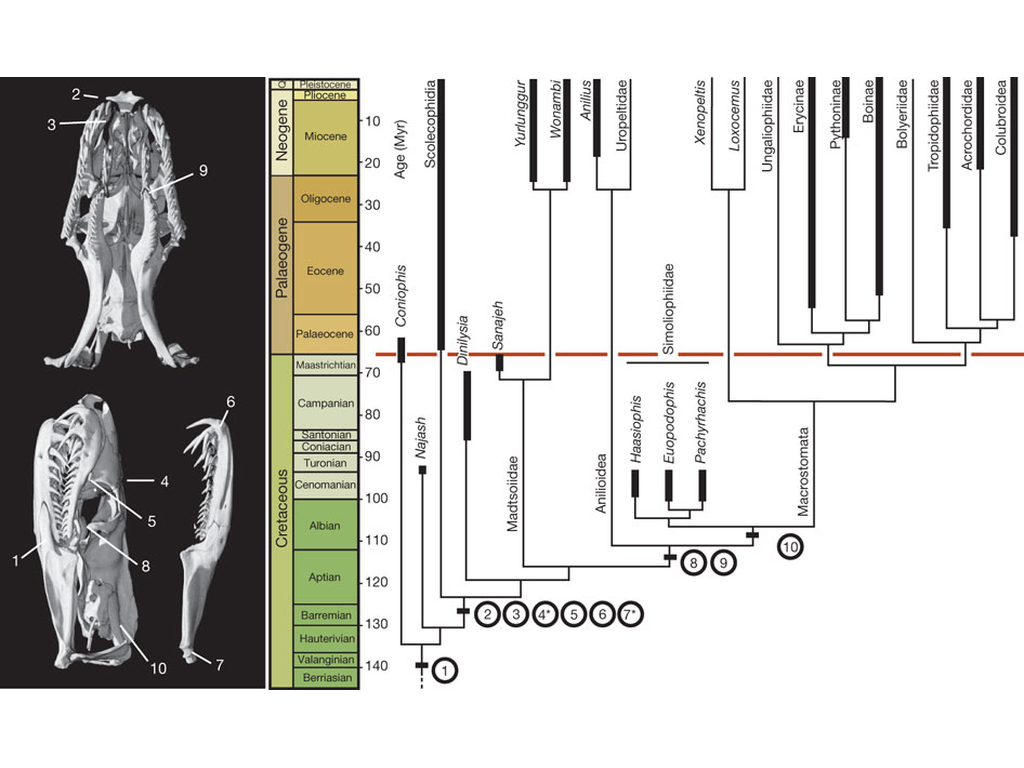 2
3
9
6
4
5
1
8
10
7
Q
Pleistocene
Pliocene
Neogene
Miocene
Palaeogene
Oligocene
Eocene
Palaeocene
Cretaceous
Maastrichtian
Campanian
Santonian
Coniacian
Turonian
Cenomanian
Albian
Aptian
Barremian
Hauterivian
Valanginian
Berriasian
Age (Myr)
10
20
30
40
50
60
70
80
90
100
110
120
130
140
Coniophis
Scolecophidia
Najash
Dinilysia
Sanajeh
Yurlunggur
Wonambi
Madtsoiidae
Anilius
Uropeltidae
Anilioidea
Simoliophiidae
Haasiophis
Euopodophis
Pachyrhachis
Xenopeltis
Loxocemus
Ungaliophiidae
Erycinae
Pythoninae
Boinae
Bolyeriidae
Tropidophiidae
Acrochordidae
Colubroidea
Macrostomata
10
8 9
2 3 4* 5 6 7*
1